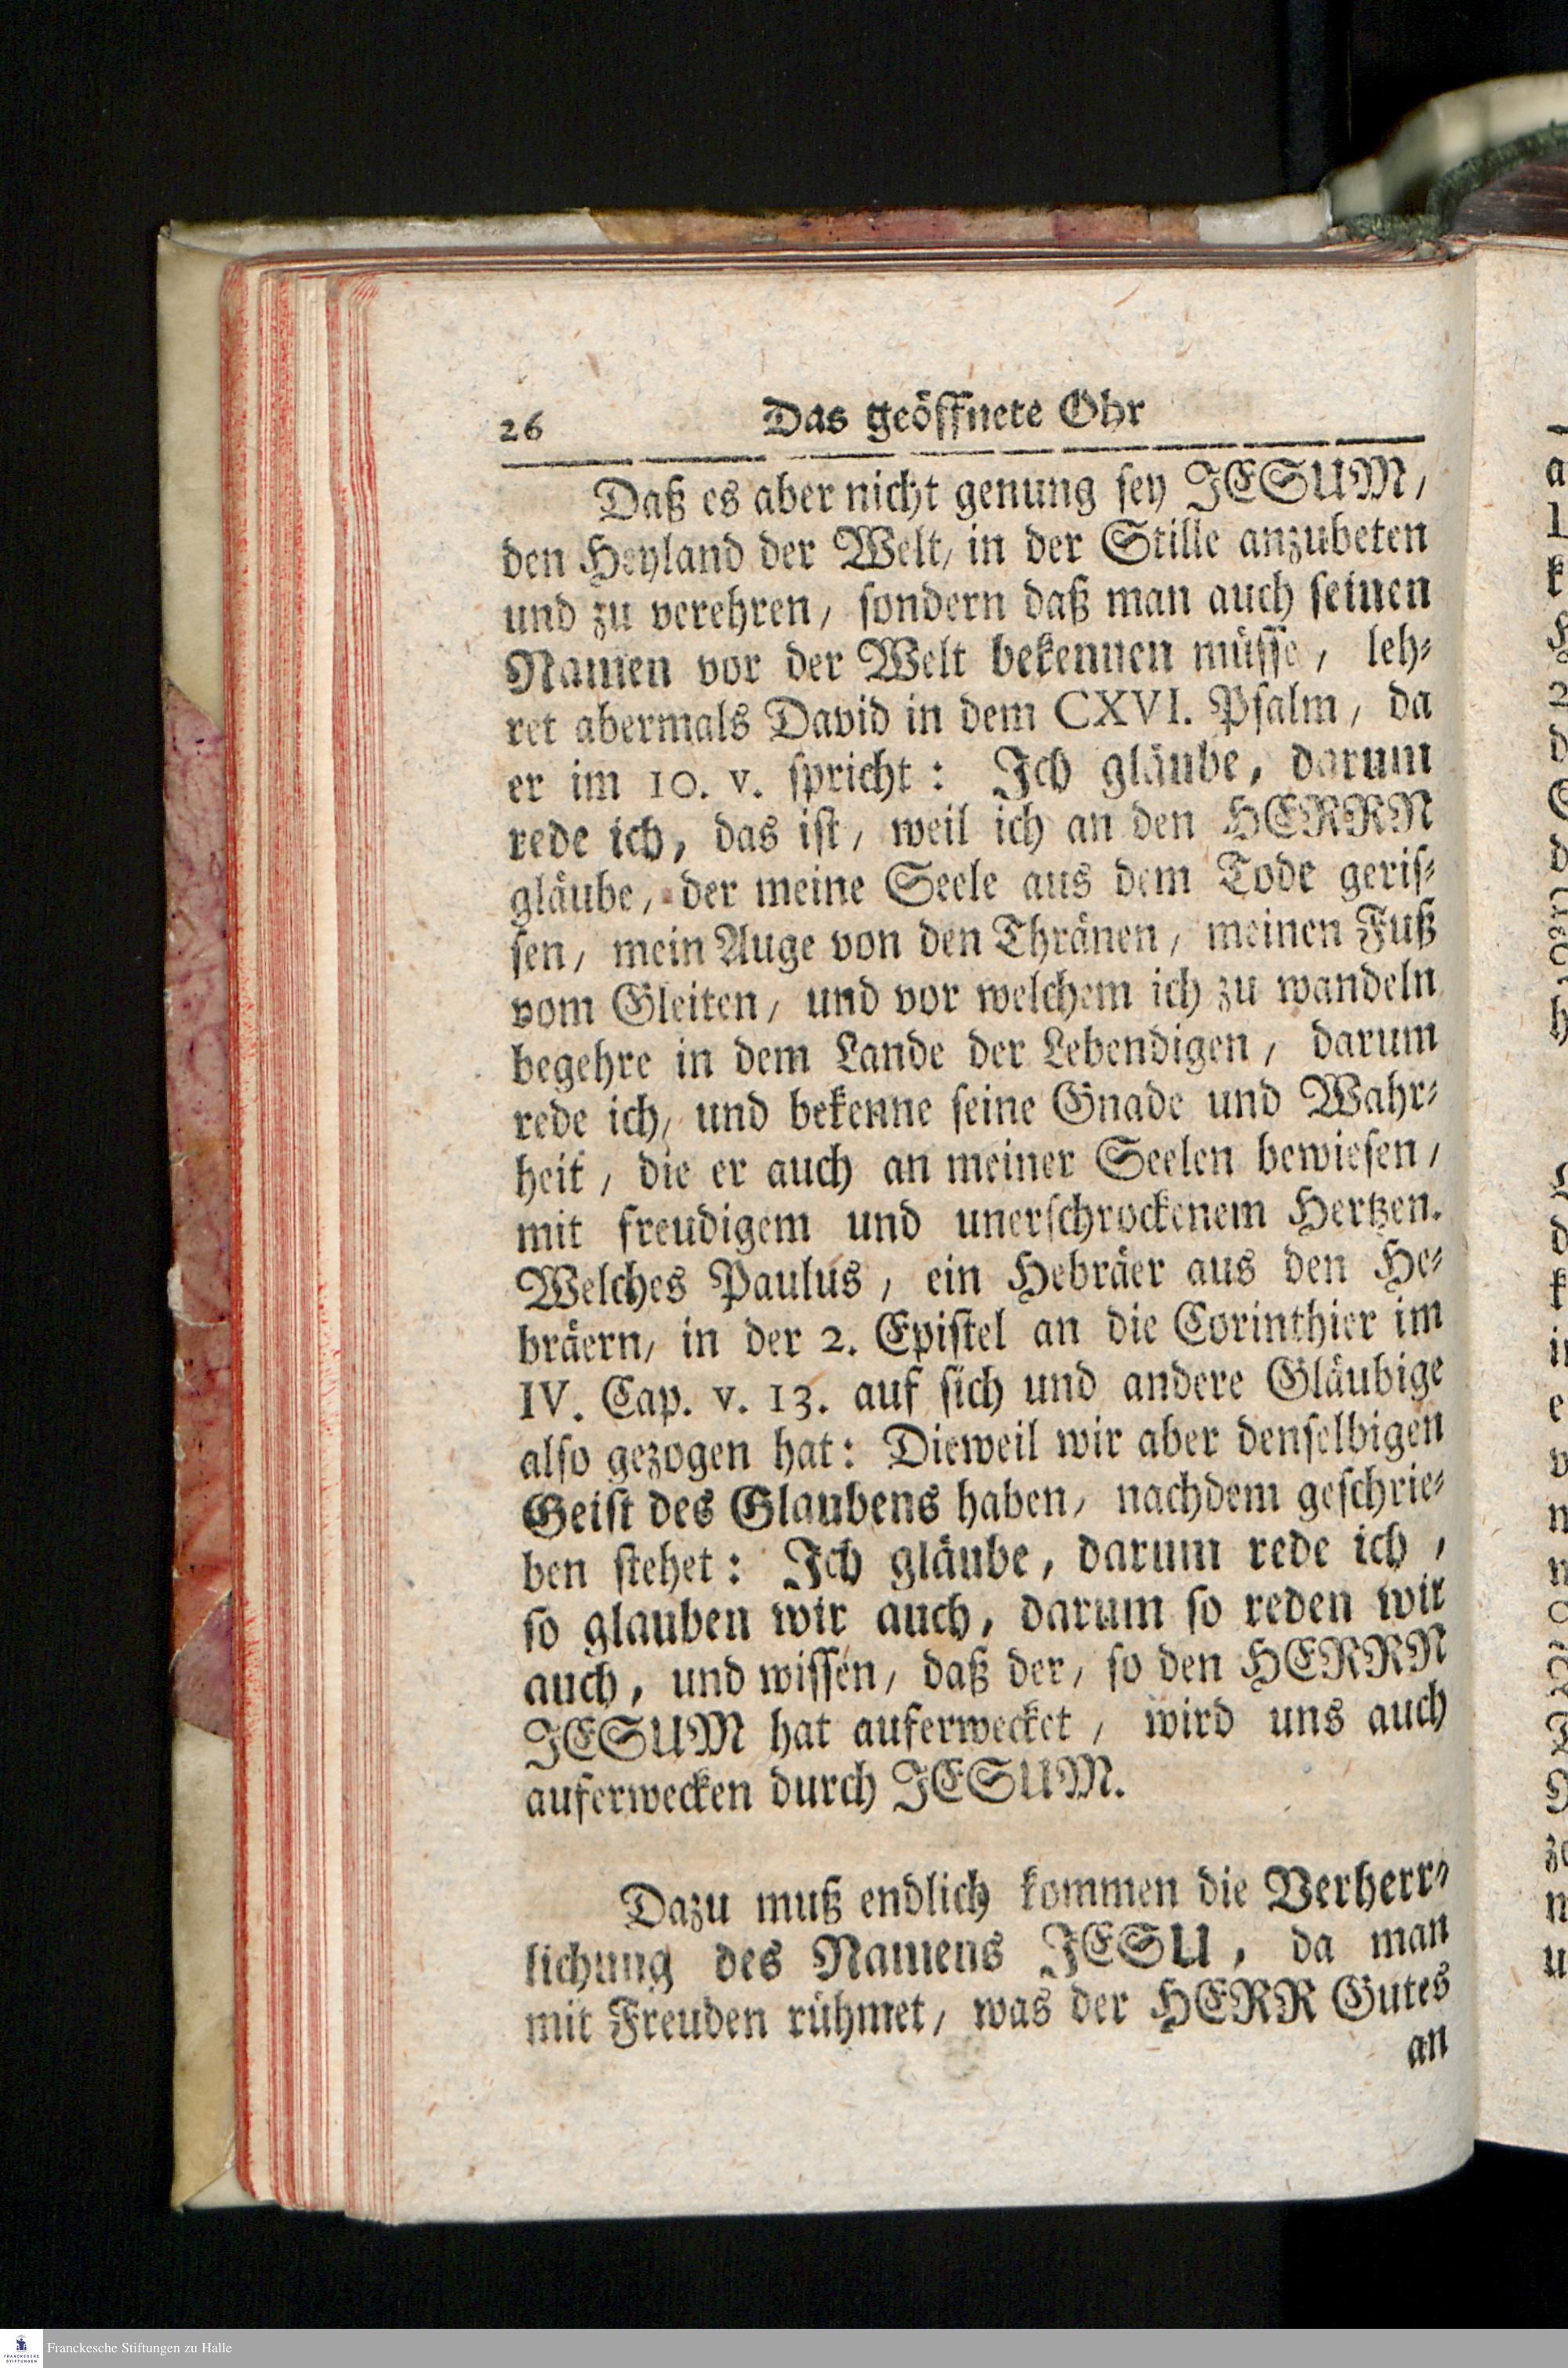 26 Das geöffnete Ohr
Daß es aber nicht genung sey JESUM/
den Heyland der Welt/ in der Stille anzubeten
und zu verehren/ sondern daß man auch seinen
Namen vor der Welt bekennen müsse/ leh⸗
ret abermals David in dem CXVI. Psalm/ da
er im 10. v. spricht: Ich gläube, darum
rede ich, das ist/ weil ich an den HERRN
gläube/ der meine Seele aus dem Tode geris⸗
sen/ mein Auge von den Thränen/ meinen Fuß
vom Gleiten/ und vor welchem ich zu wandeln
begehre in dem Lande der Lebendigen/ darum
rede ich/ und bekenne seine Gnade und Wahr⸗
heit/ die er auch an meiner Seelen bewiesen/
mit freudigem und unerschrockenem Hertzen.
Welches Paulus/ ein Hebräer aus den He⸗
bräern/ in der 2. Epistel an die Corinthier im
IV. Cap. v. 13. auf sich und andere Gläubige
also gezogen hat: Dieweil wir aber denselbigen
Geist des Glaubens haben/ nachdem geschrie⸗
ben stehet: Ich gläube, darum rede ich/
so glauben wir auch, darum so reden wir
auch, und wissen/ daß der/ so den HERRN
JESUM hat auferwecket/ wird uns auch
auferwecken durch JESUM.
Dazu muß endlich kommen die Verherr⸗
lichung des Namens JESU, da man
mit Freuden rühmet/ was der HERR Gutes
an
Franckesche Stiftungen zu Halle
FRANCKESCHE
STIFTUNGEN